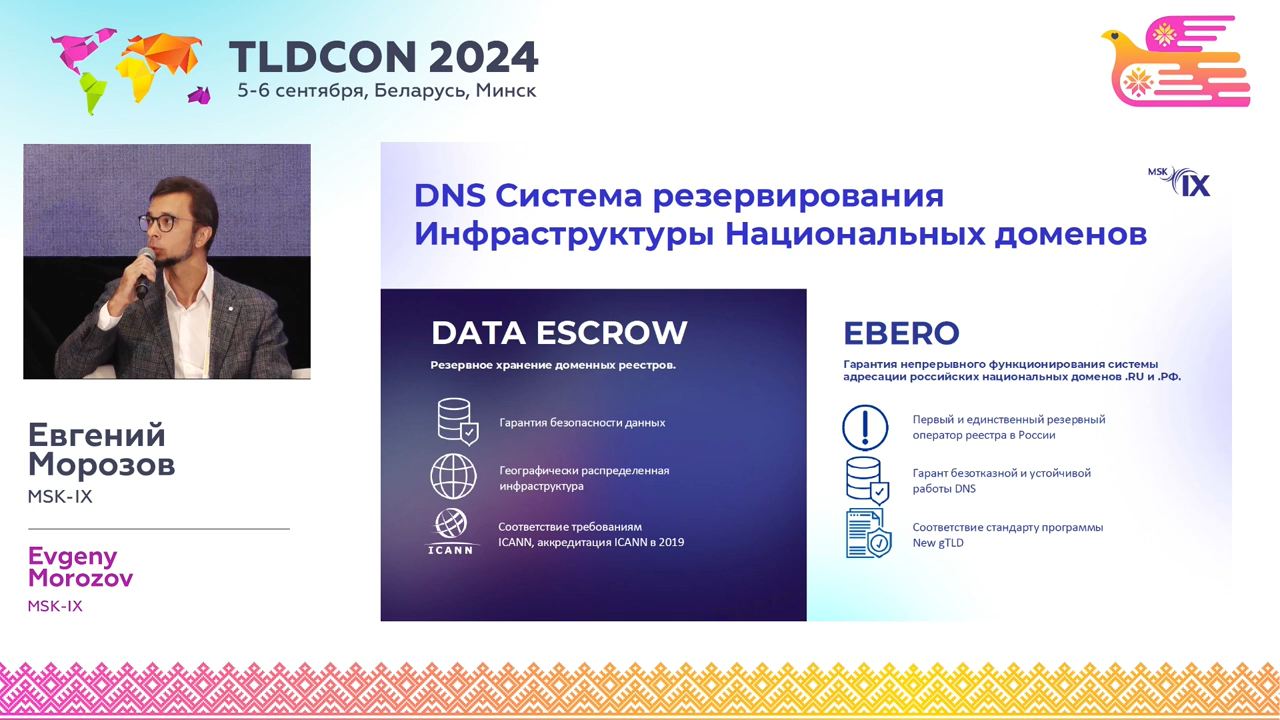 TLDCON 2024
5-6 сентября, Беларусь, Минск
MSK
IX
DNS Система резервирования
Инфраструктуры Национальных доменов
DATA ESCROW
Резервное хранение доменных реестров.
Гарантия безопасности данных
Географически распределенная
инфраструктура
ICANN
Соответствие требованиям
ICANN, аккредитация ICANN в 2019
EBERO
Гарантия непрерывного функционирования системы
адресации российских национальных доменов .RU и .РФ.
Первый и единственный резервный
оператор реестра в России
Гарант безотказной и устойчивой
работы DNS
Соответствие стандарту программы
New gTLD
Евгений
Морозов
MSK-IX
Evgeny
Morozov
MSK-IX